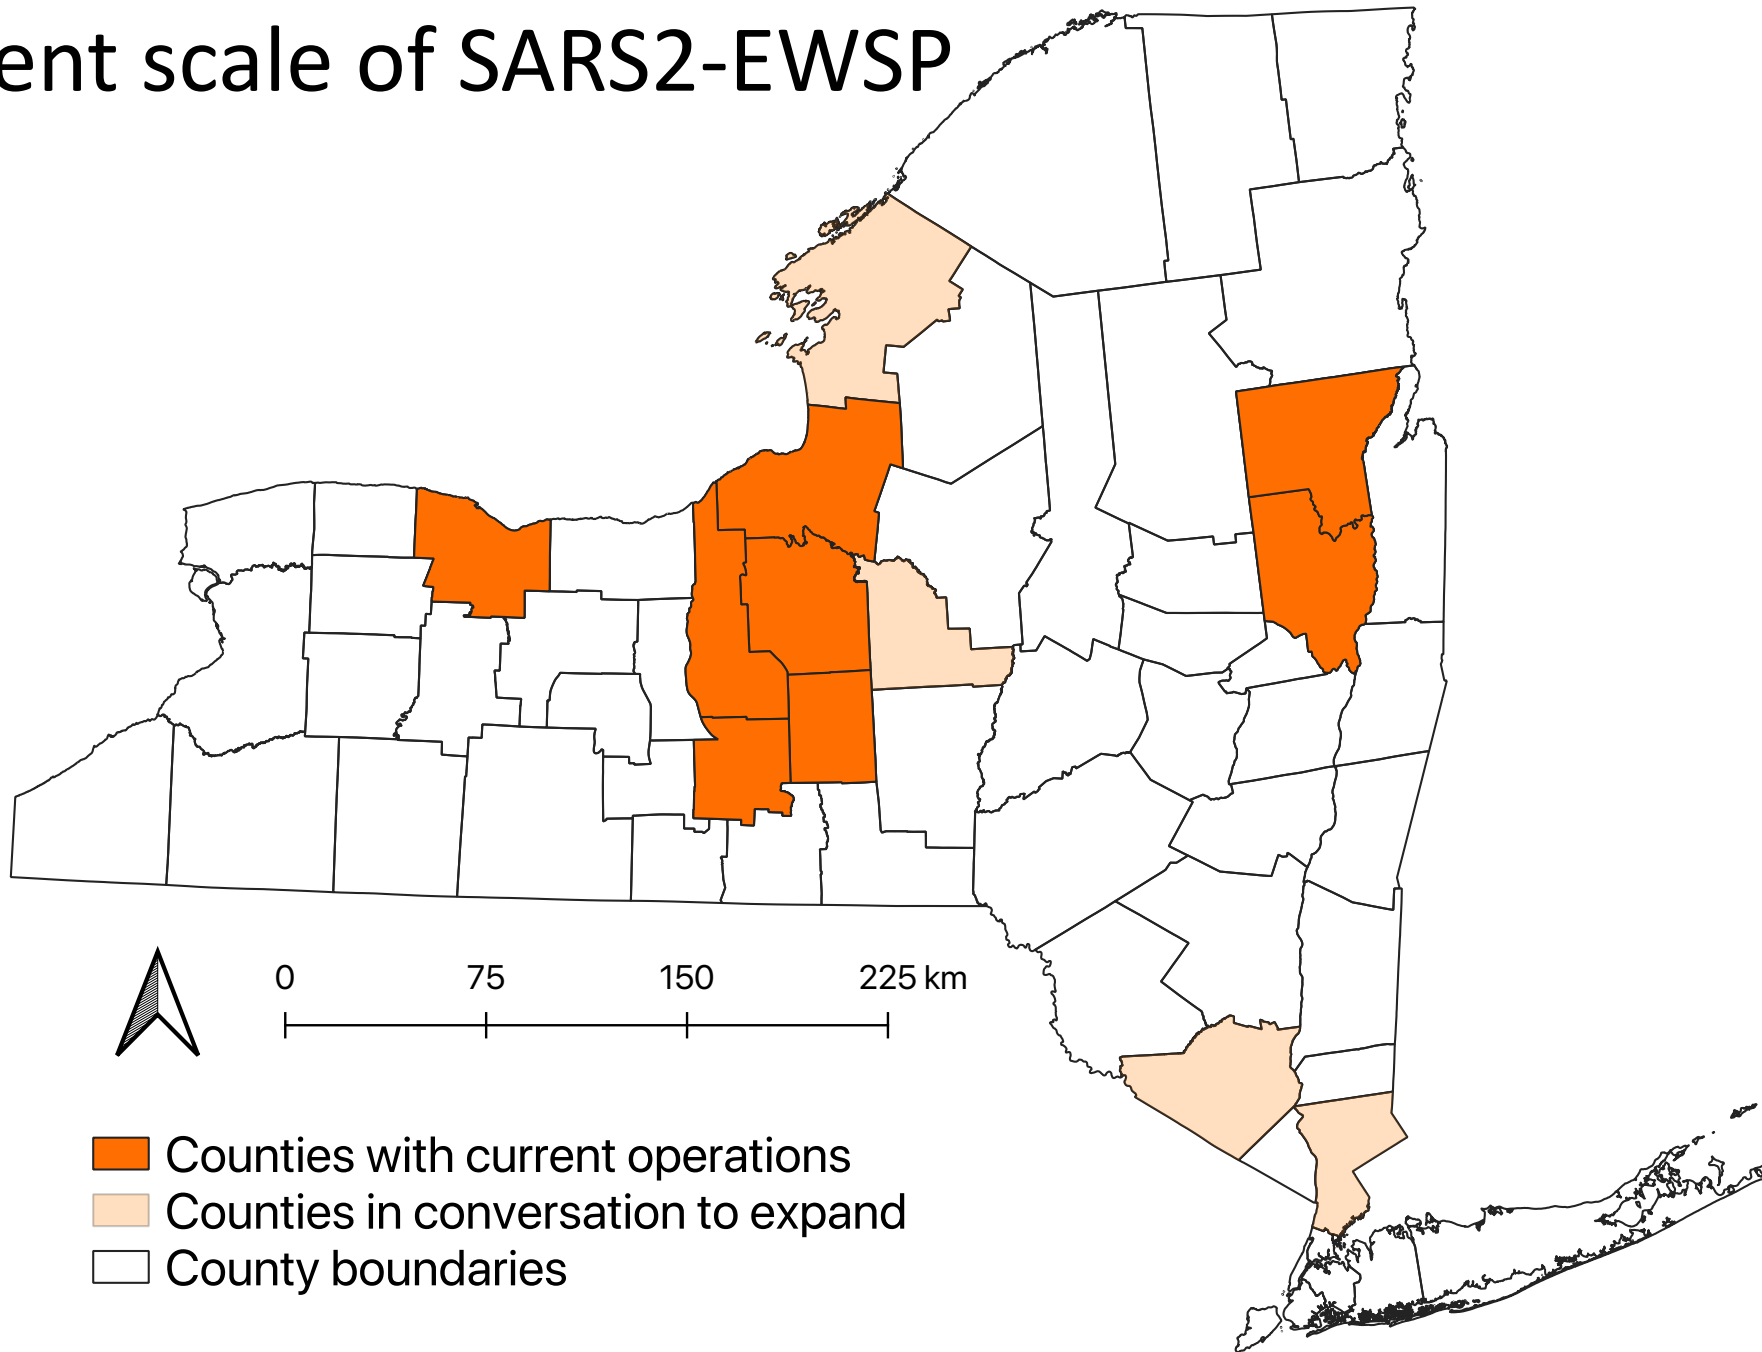 ent scale of SARS2-EWSP
0 75 150 225 km
Counties with current operations
Counties in conversation to expand
County boundaries